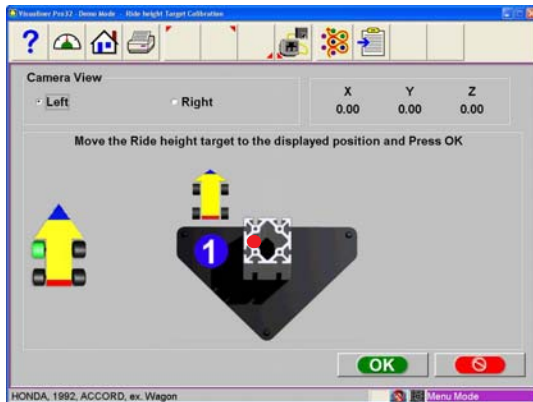 Visualiner Pro32 - Demo Mode - Ride height Target Calibration
Camera View
Left
Right
X Y Z
0.00 0.00 0.00
Move the Ride height target to the displayed position and Press OK
1
OK
HONDA, 1992, ACCORD, ex. Wagon
Menu Mode